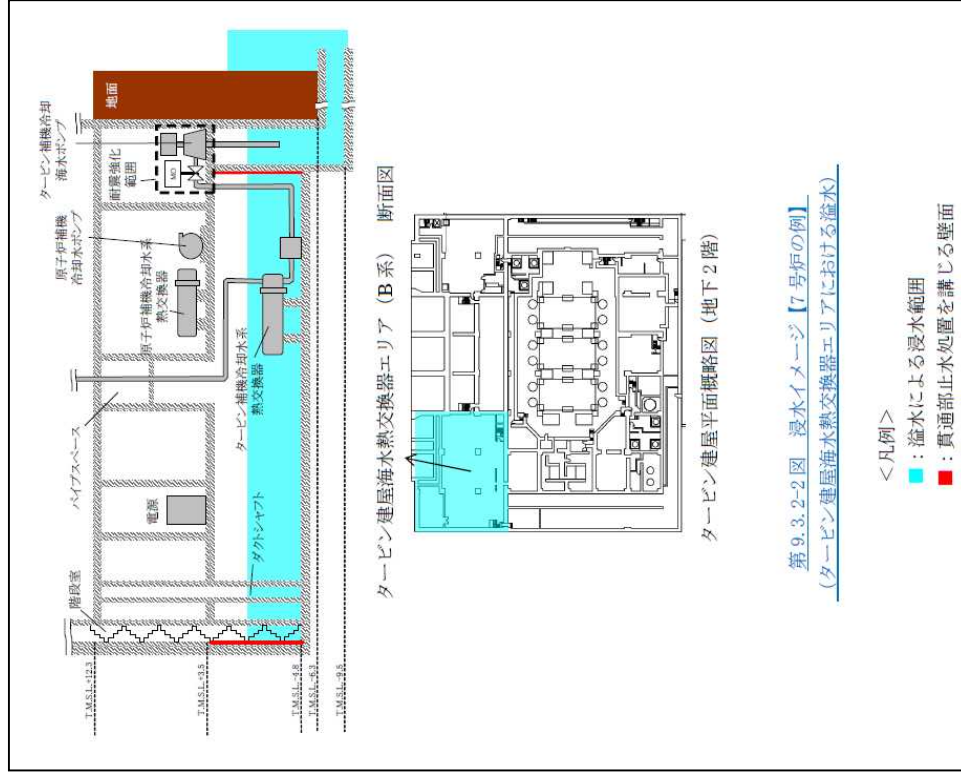 階段室
パイプスペース
電源
ダクトシャフト
原子炉補機冷却水系
熱交換器
原子炉補機
冷却水ポンプ
タービン補機冷却水系
熱交換器
耐震強化
範囲
タービン補機冷却
海水ポンプ
MO
地面
T.M.S.L.+12.3
T.M.S.L.+3.5
T.M.S.L.-4.8
T.M.S.L.-6.3
T.M.S.L.-9.8
タービン建屋海水熱交換器エリア(B系) 断面図
タービン建屋平面概略図(地下2階)
第9.3.2-2図 浸水イメージ【7号炉の例】
(タービン建屋海水熱交換器エリアにおける溢水)
<凡例>
:溢水による浸水範囲
:貫通部止水処置を講じる壁面